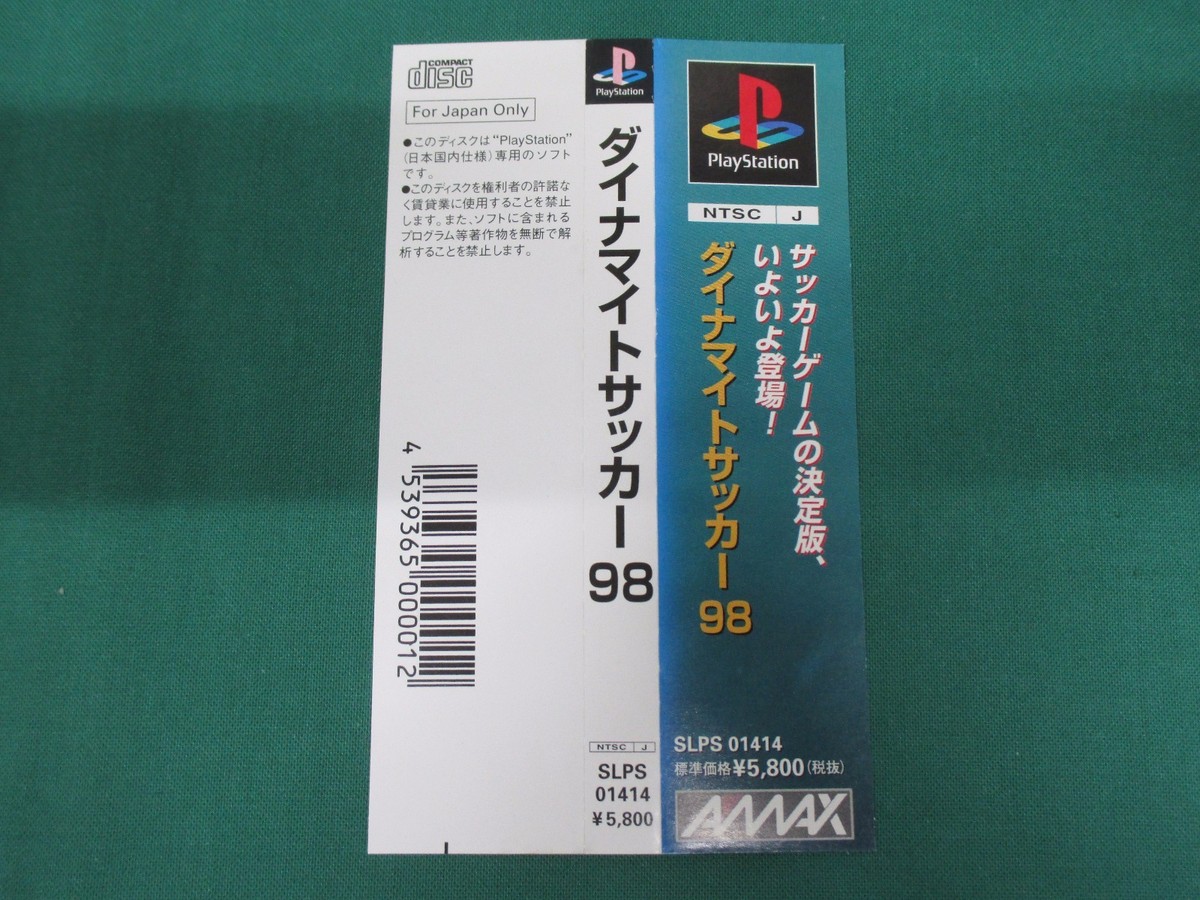 COMPACT
disc
For Japan Only
●このディスクは“PlayStation”
(日本国内仕様)専用のソフト
です。
●このディスクを権利者の許諾な
く賃貸業に使用することを禁止
します。また、ソフトに含まれる
プログラム等著作物を無断で解
析することを禁止します。
4 539365 000012
PlayStation
ダイナマイトサッカー98
NTSC J
SLPS
01414
¥5,800
PlayStation
NTSC J
サッカーゲームの決定版、
いよいよ登場!
ダイナマイトサッカー98
SLPS 01414
標準価格¥5,800(税抜)
AMAX